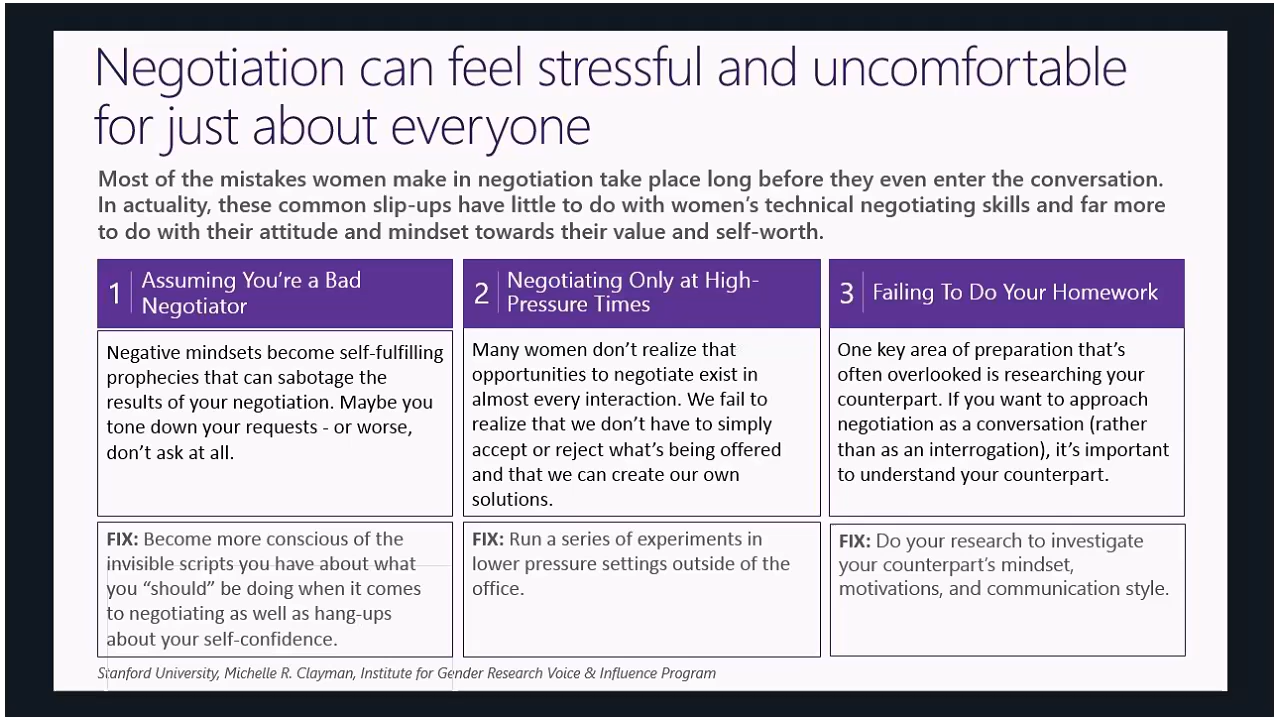 Negotiation can feel stressful and uncomfortable
for just about everyone
Most of the mistakes women make in negotiation take place long before they even enter the conversation.
In actuality, these common slip-ups have little to do with women’s technical negotiating skills and far more
to do with their attitude and mindset towards their value and self-worth.
1
Assuming You’re a Bad
Negotiator
Negative mindsets become self-fulfilling
prophecies that can sabotage the
results of your negotiation. Maybe you
tone down your requests - or worse,
don’t ask at all.
FIX: Become more conscious of the
invisible scripts you have about what
you “should” be doing when it comes
to negotiating as well as hang-ups
about your self-confidence.
2
Negotiating Only at High-
Pressure Times
Many women don’t realize that
opportunities to negotiate exist in
almost every interaction. We fail to
realize that we don’t have to simply
accept or reject what’s being offered
and that we can create our own
solutions.
FIX: Run a series of experiments in
lower pressure settings outside of the
office.
3
Failing To Do Your Homework
One key area of preparation that’s
often overlooked is researching your
counterpart. If you want to approach
negotiation as a conversation (rather
than as an interrogation), it’s important
to understand your counterpart.
FIX: Do your research to investigate
your counterpart’s mindset,
motivations, and communication style.
Stanford University, Michelle R. Clayman, Institute for Gender Research Voice & Influence Program